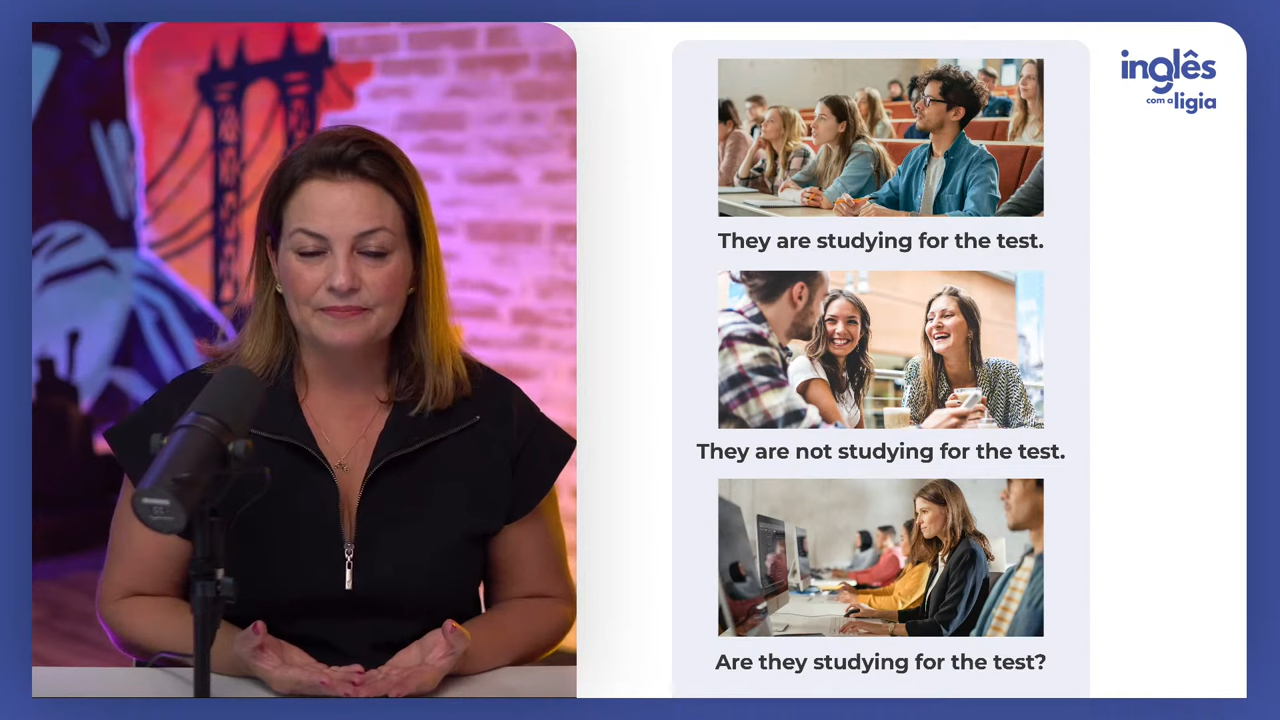 inglês
com a ligia
They are studying for the test.
They are not studying for the test.
Are they studying for the test?